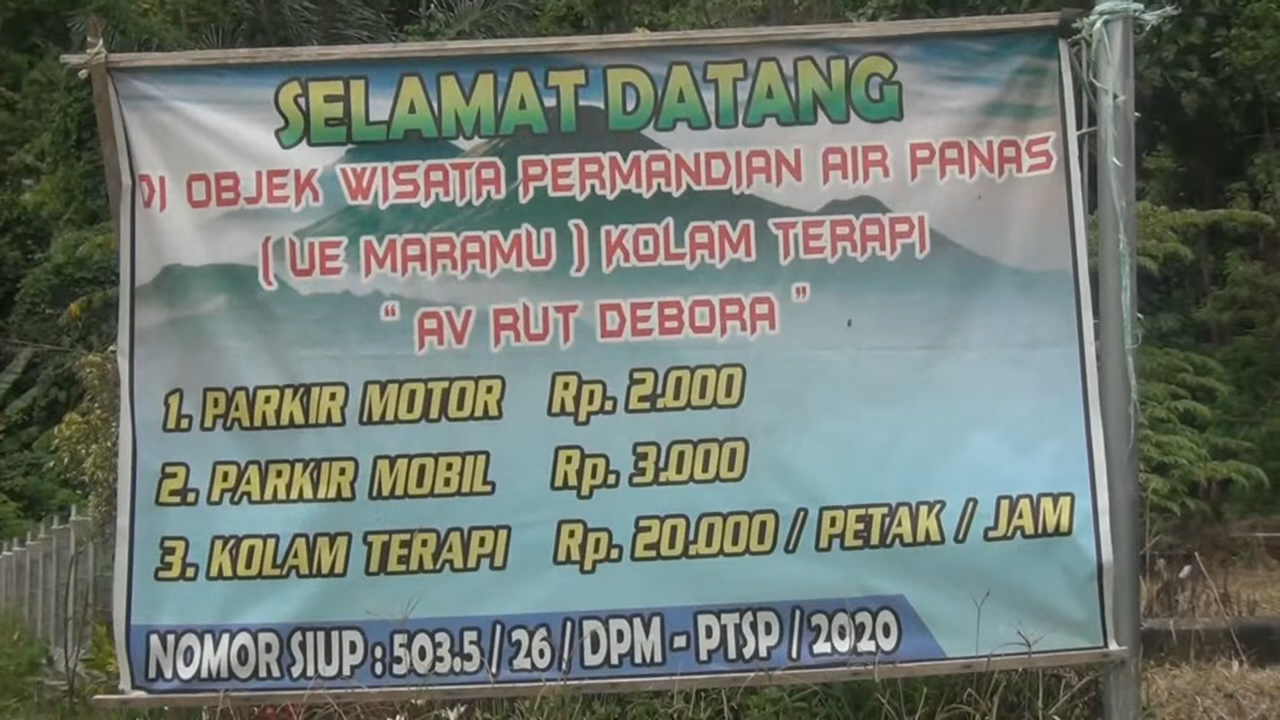 SELAMAT DATANG
DI OBJEK WISATA PERMANDIAN AIR PANAS
( UE MARAMU ) KOLAM TERAPI
“ AV RUT DEBORA ”
1. PARKIR MOTOR Rp. 2.000
2. PARKIR MOBIL Rp. 3.000
3. KOLAM TERAPI Rp. 20.000 / PETAK / JAM
NOMOR SIUP : 503.5 / 26 / DPM - PTSP / 2020